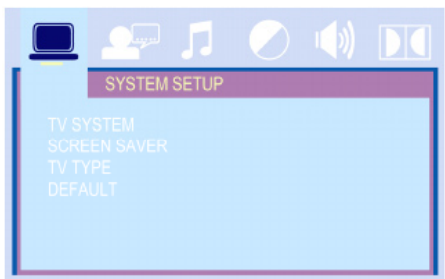 SYSTEM SETUP
TV SYSTEM
SCREEN SAVER
TV TYPE
DEFAULT